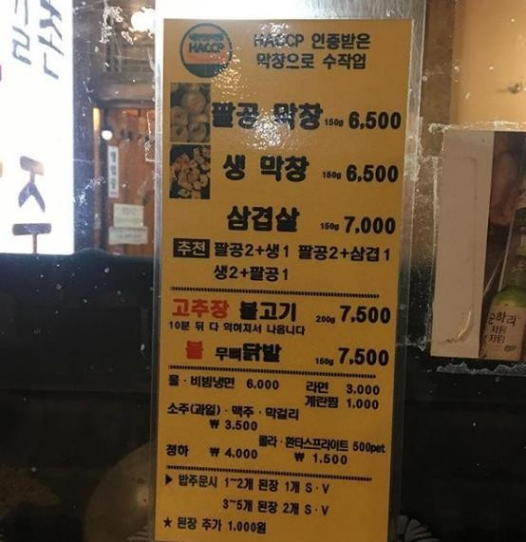 HACCP
HACCP 인증받은
막창으로 수작업
팔공 막창 150g 6,500
생 막창 150g 6,500
삼겹살 150g 7.000
추천 팔공2+생1 팔공2+삼겹1
생2+팔공1
고추장 불고기 200g 7,500
10분 뒤 다 익혀져서 나옵니다
불 무뼈닭발 150g 7,500
물·비빔냉면 6.000 라면 3.000
계란찜 1,000
소주(과일)·맥주·막걸리
₩ 3.500
콜라·환타스프라이트 500pet
청하 ₩ 4.000 ₩ 1.500
▶ 밥주문시 1~2개 된장 1개 S·V
3~5개 된장 2개 S·V
★ 된장 추가 1.000원